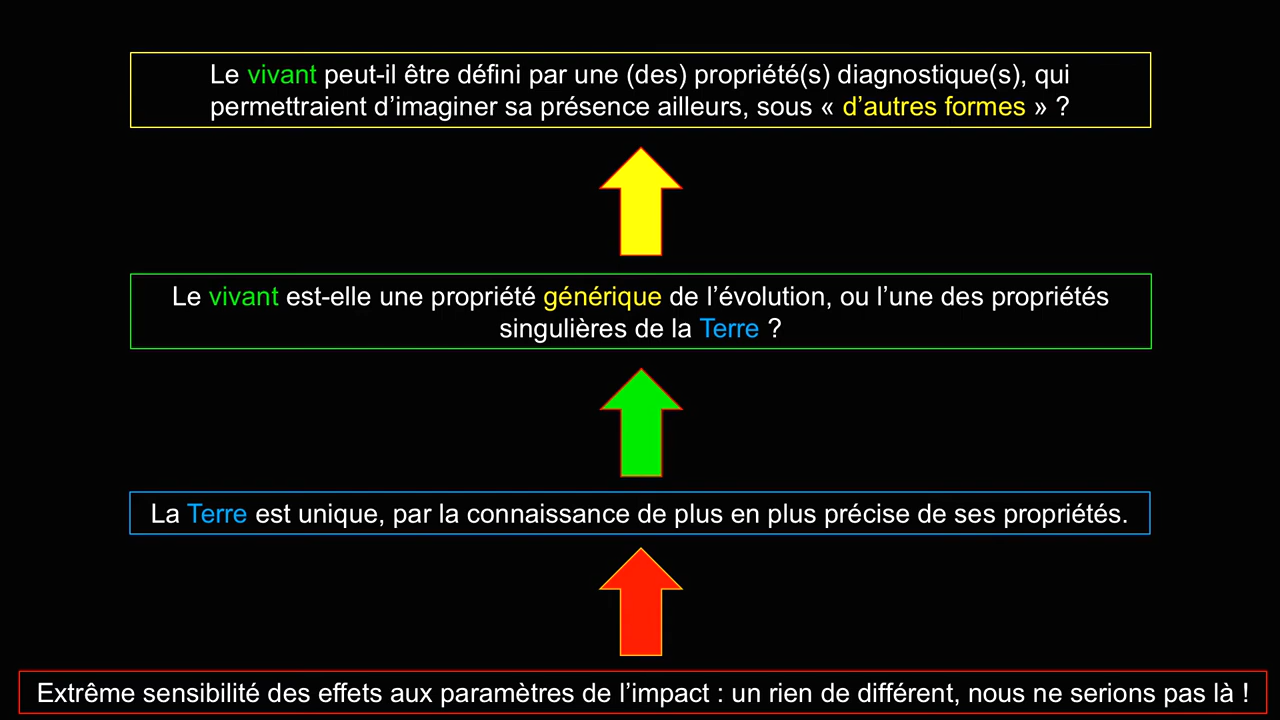 Le vivant peut-il être défini par une (des) propriété(s) diagnostique(s), qui
permettraient d’imaginer sa présence ailleurs, sous « d’autres formes » ?
Le vivant est-elle une propriété générique de l’évolution, ou l’une des propriétés
singulières de la Terre ?
La Terre est unique, par la connaissance de plus en plus précise de ses propriétés.
Extrême sensibilité des effets aux paramètres de l’impact : un rien de différent, nous ne serions pas là !